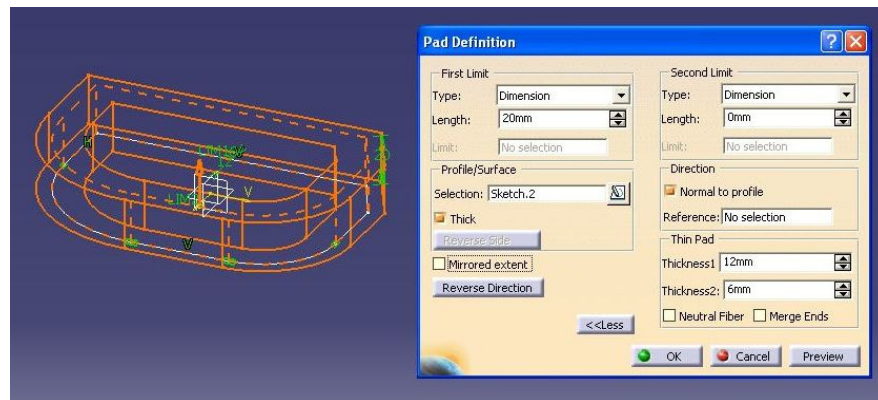 Pad Definition
First Limit
Type: Dimension
Length: 20mm
Limit: No selection
Profile/Surface
Selection: Sketch.2
Thick
Reverse Side
Mirrored extent
Reverse Direction
<<Less
Second Limit
Type: Dimension
Length: 0mm
Limit: No selection
Direction
Normal to profile
Reference: No selection
Thin Pad
Thickness1 12mm
Thickness2: 6mm
Neutral Fiber Merge Ends
OK Cancel Preview
H
V
V
20
12